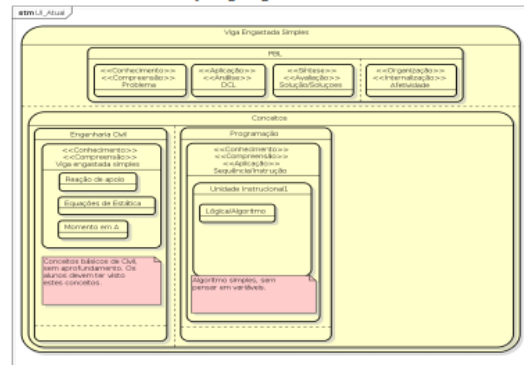 stm UI_Atual
Viga Engastada Simples
PBL
<<Conhecimento>>
<<Compreensão>>
Problema
<<Aplicação>>
<<Análise>>
DCL
<<Síntese>>
<<Avaliação>>
Solução/Soluçoes
<<Organização>>
<<Internalização>>
Afetividade
Conceitos
Engenharia Civil
<<Conhecimento>>
<<Compreensão>>
Viga engastada simples
Reação de apoio
Equações de Estática
Momento em A
Conceitos básicos de Civil,
sem aprofundamento. Os
alunos devem ter visto
estes conceitos.
Programação
<<Conhecimento>>
<<Compreensão>>
<<Aplicação>>
Sequência/Instrução
Unidade Instrucional1
Lógica/Algoritmo
Algoritmo simples, sem
pensar em variáveis.